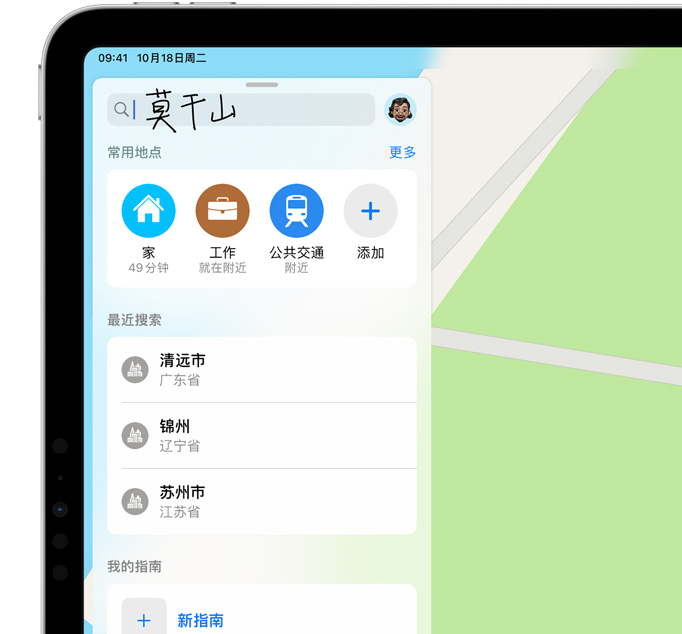 09:41 10月18日周二
莫干山
常用地点 更多
家 工作 公共交通 添加
49分钟 就在附近 附近
最近搜索
清远市
广东省
锦州
辽宁省
苏州市
江苏省
我的指南
新指南